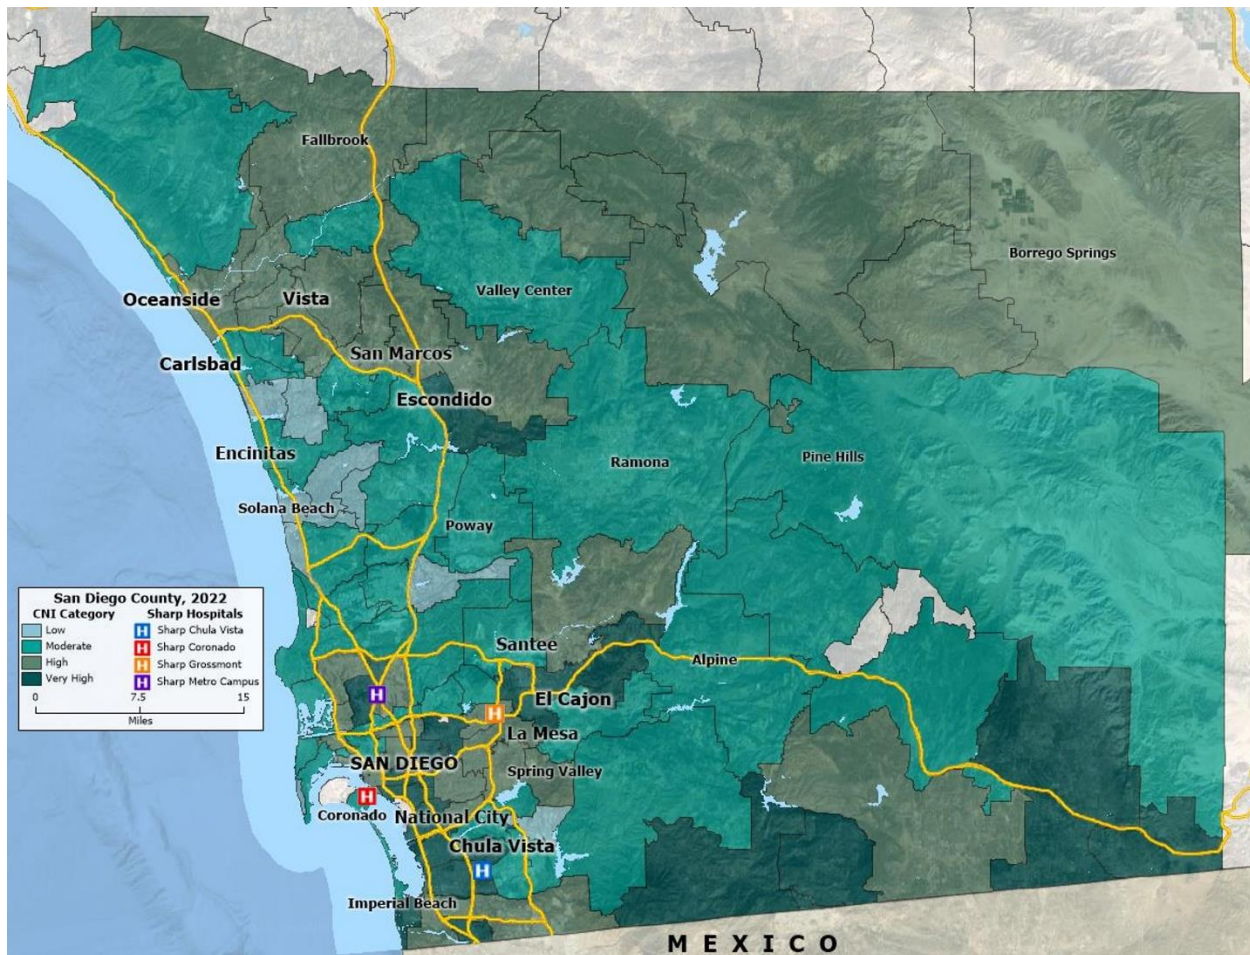 Fallbrook
Borrego Springs
Valley Center
Oceanside
Vista
San Marcos
Carlsbad
Escondido
Encinitas
Ramona
Pine Hills
Solana Beach
Poway
San Diego County, 2022
CNI Category
Low
Moderate
High
Very High
Sharp Hospitals
H Sharp Chula Vista
H Sharp Coronado
H Sharp Grossmont
H Sharp Metro Campus
0 7.5 15
Miles
Santee
Alpine
H
El Cajon
H
La Mesa
SAN DIEGO
Spring Valley
H
Coronado
National City
Chula Vista
H
Imperial Beach
MEXICO